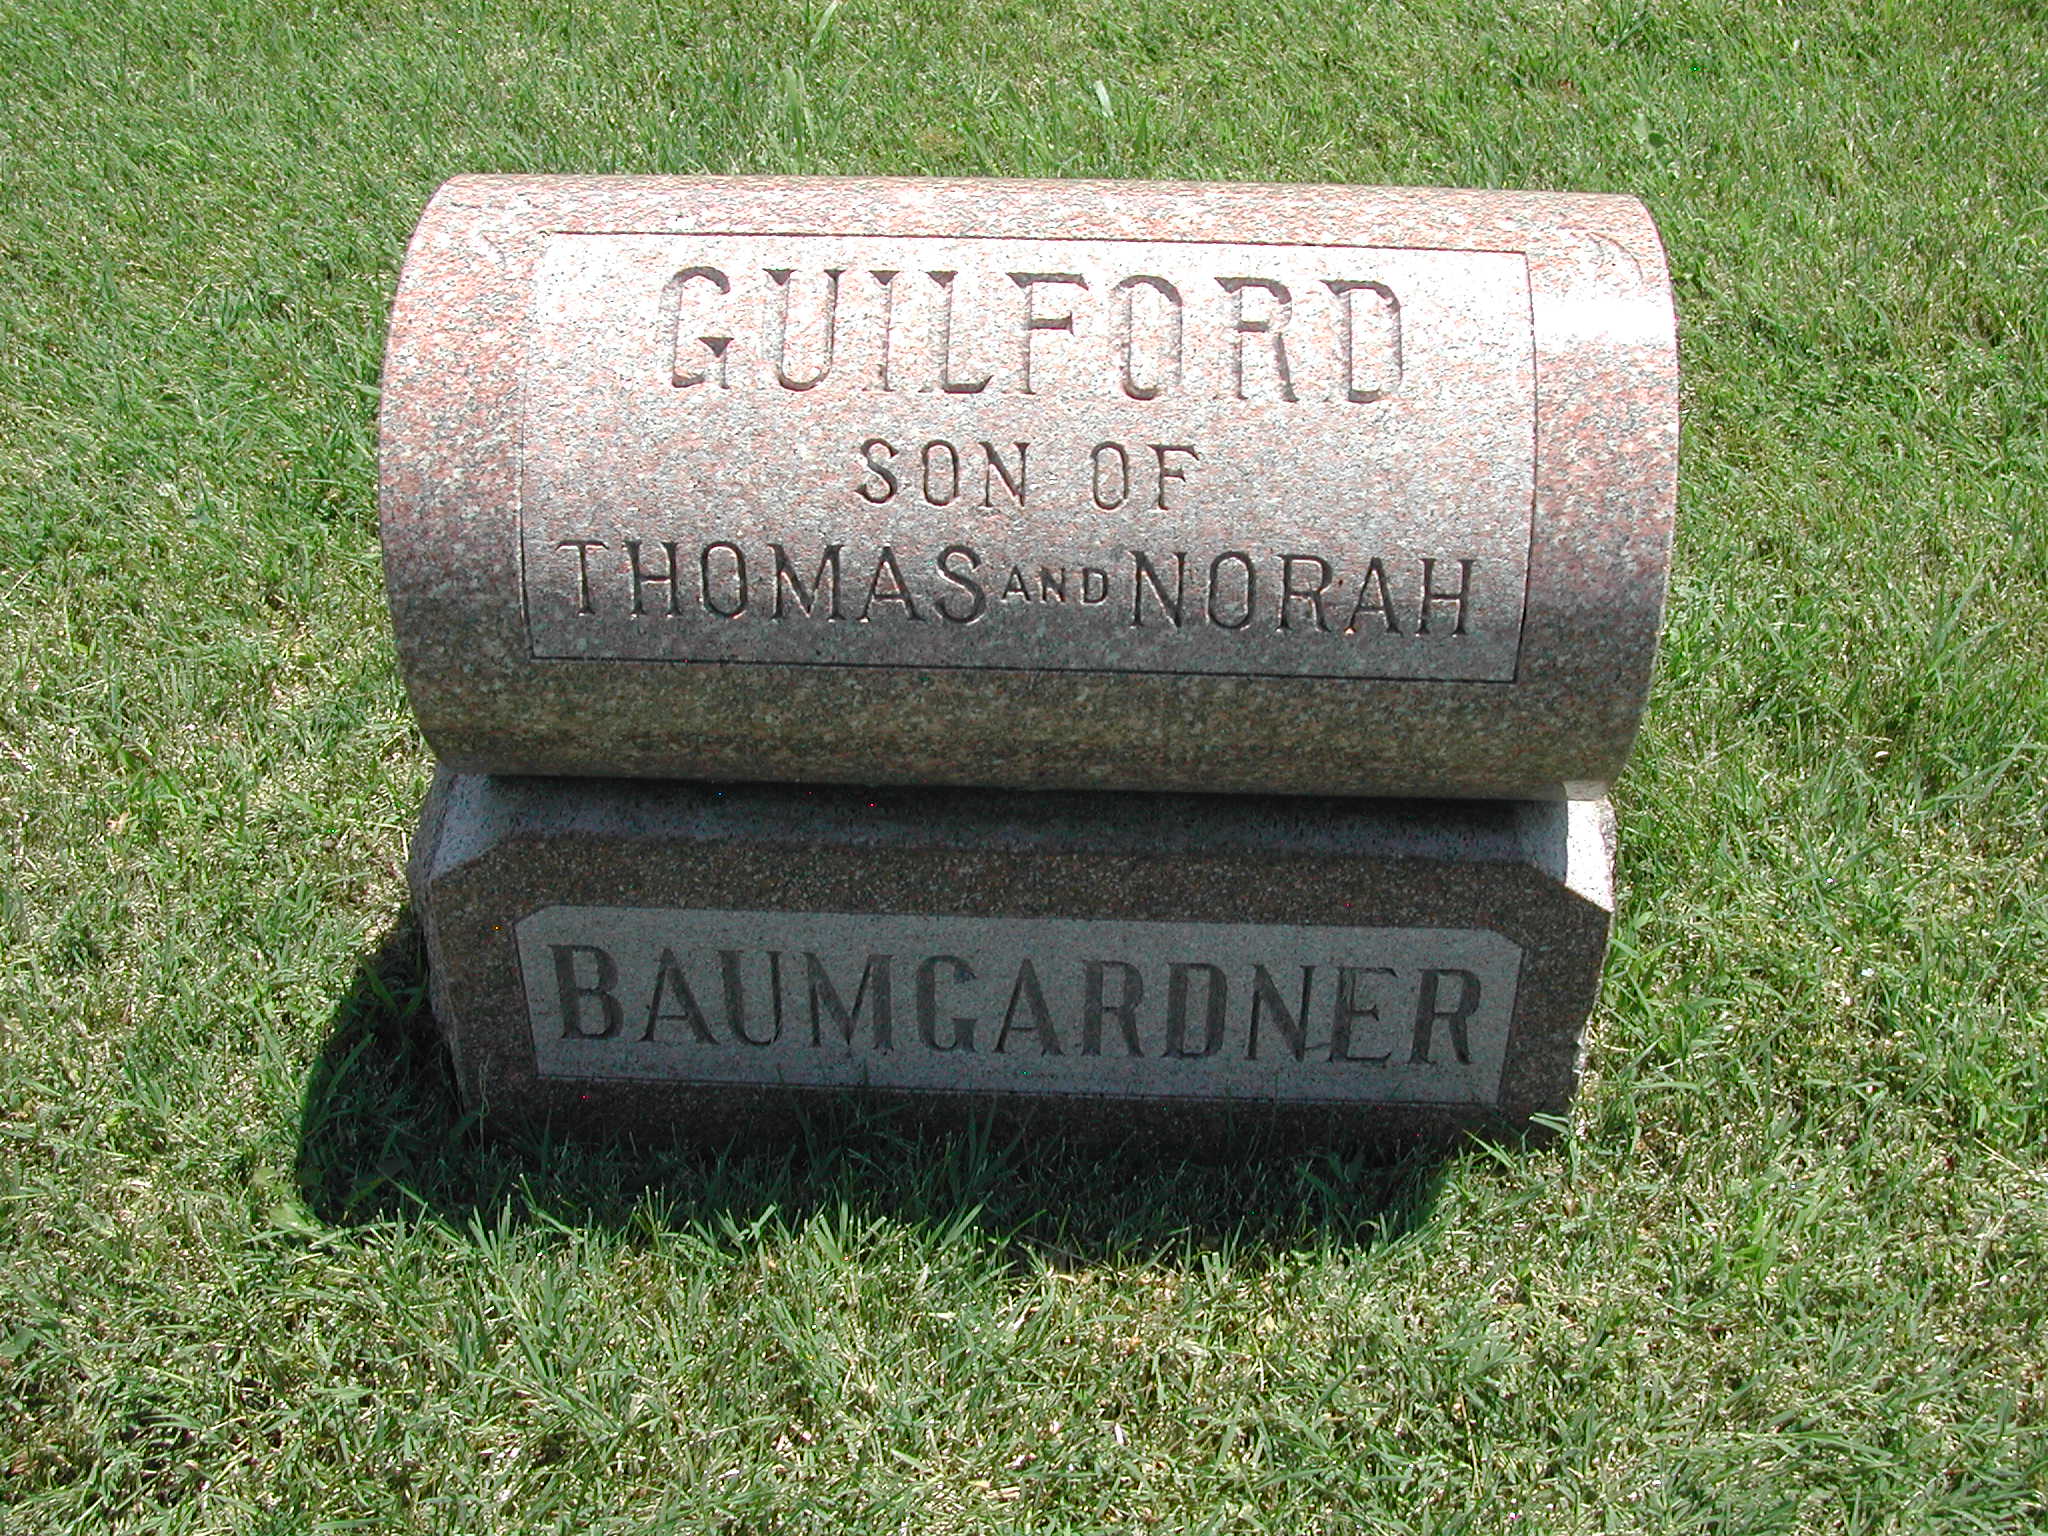 GUILFORD
SON OF
THOMAS AND NORAH
BAUMGARDNER